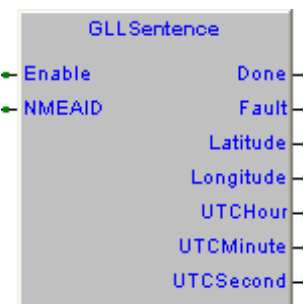 GLLSentence
Enable Done
NMEAID Fault
Latitude
Longitude
UTCHour
UTCMinute
UTCSecond